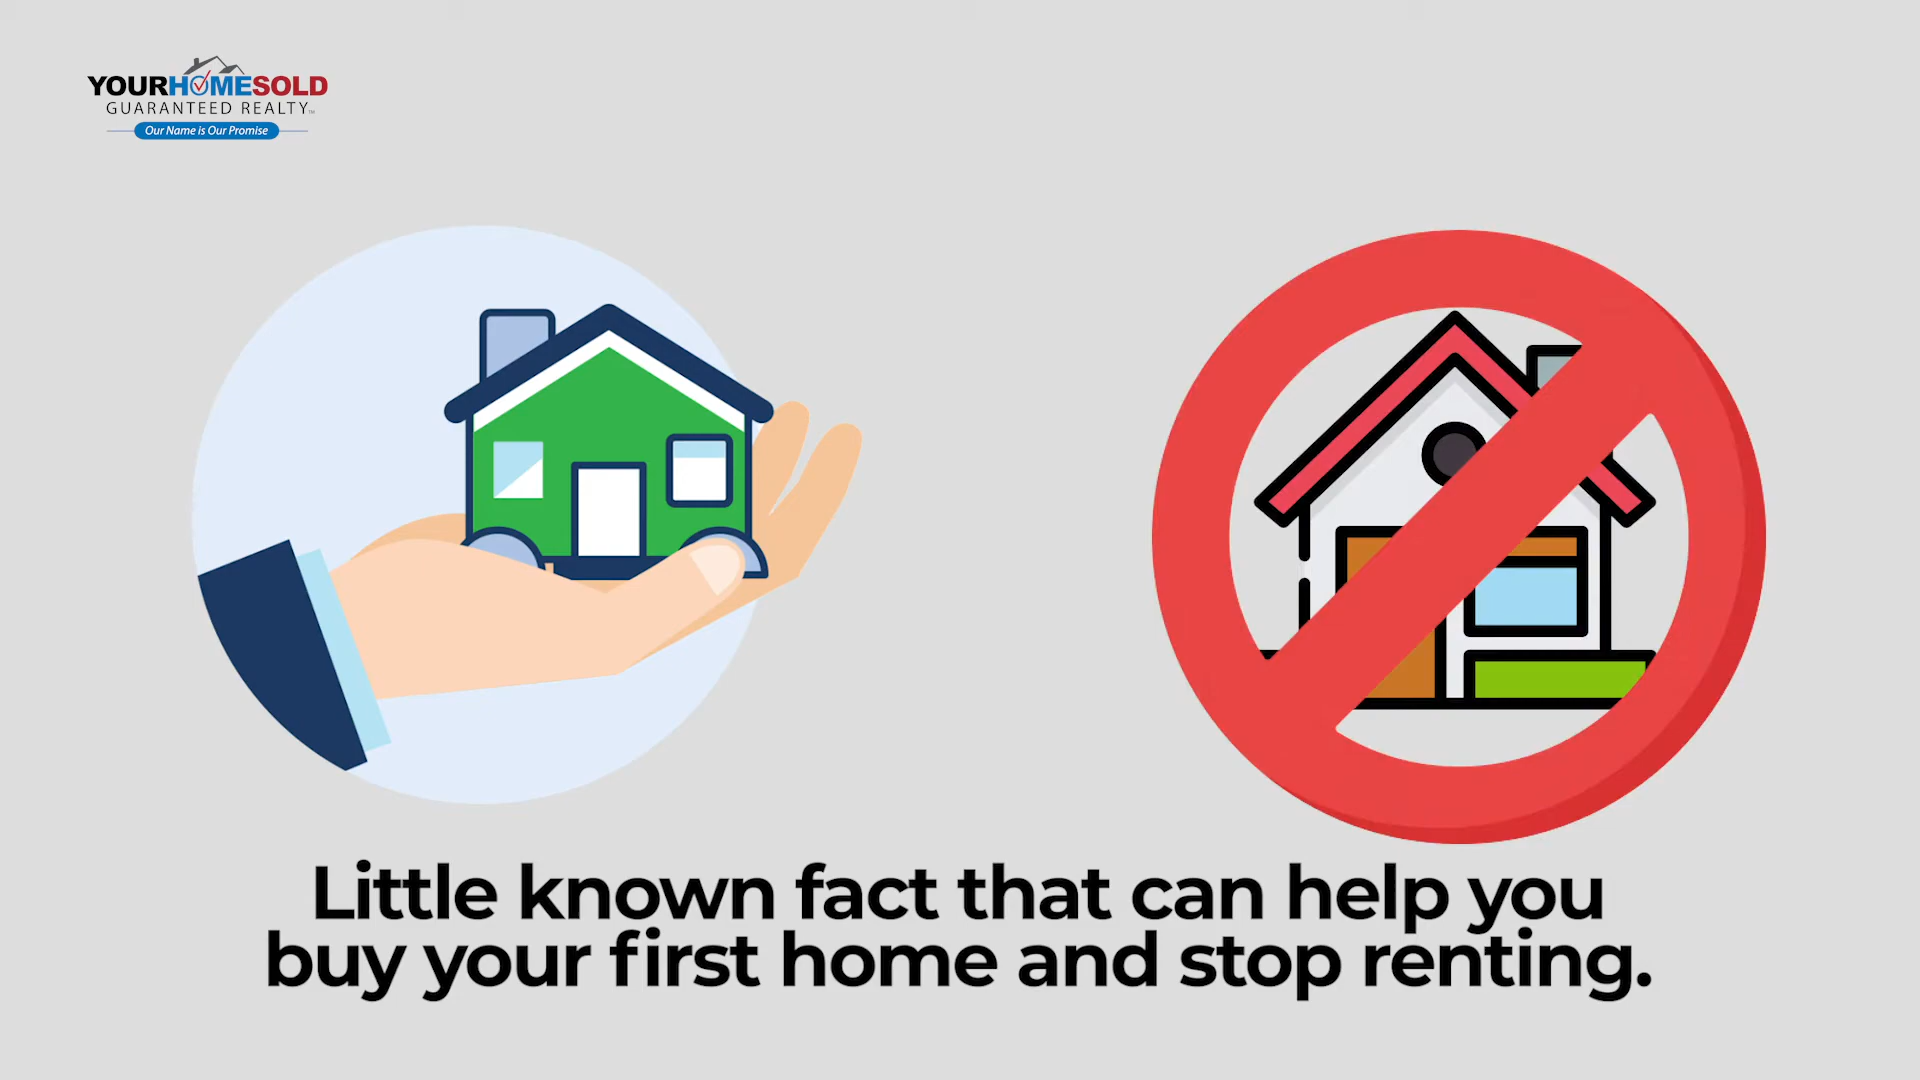 YOURHOMESOLD
GUARANTEED REALTY™
Our Name is Our Promise
Little known fact that can help you
buy your first home and stop renting.